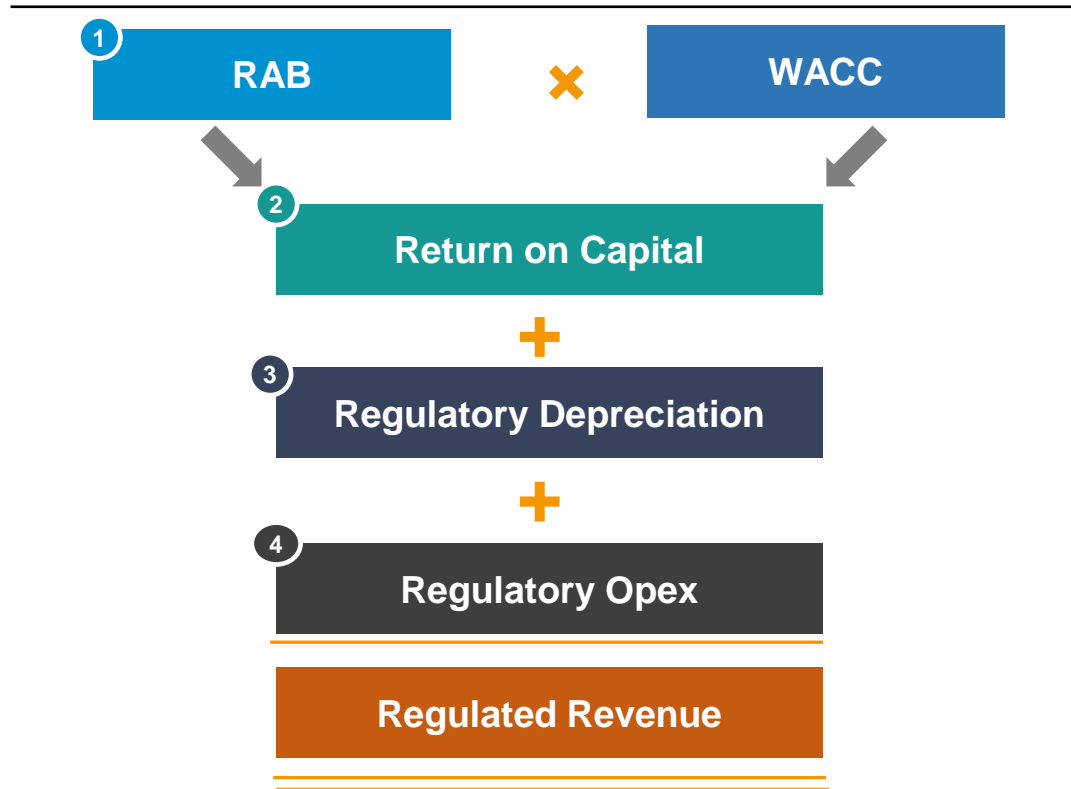 1
RAB
WACC
2
Return on Capital
3
Regulatory Depreciation
4
Regulatory Opex
Regulated Revenue